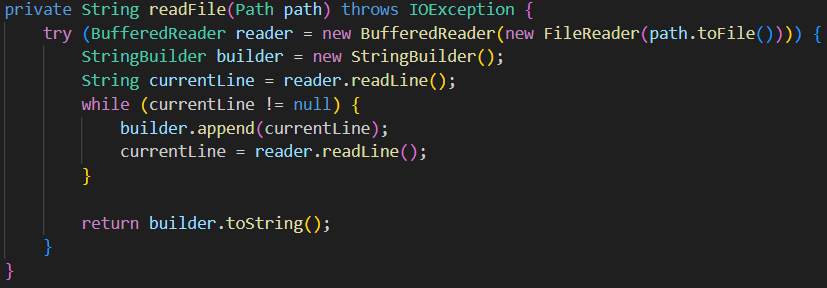 private String readFile(Path path) throws IOException {
    try (BufferedReader reader = new BufferedReader(new FileReader(path.toFile()))) {
        StringBuilder builder = new StringBuilder();
        String currentLine = reader.readLine();
        while (currentLine != null) {
            builder.append(currentLine);
            currentLine = reader.readLine();
        }

        return builder.toString();
    }
}